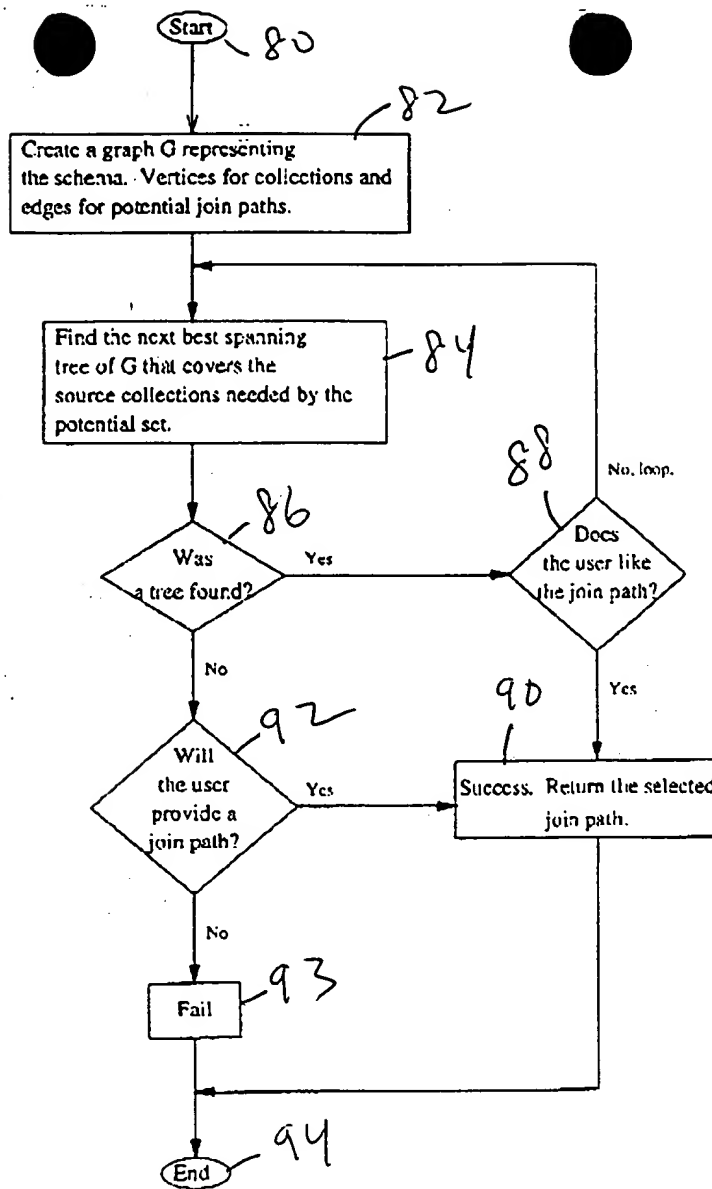 Start
80
82
Create a graph G representing
the schema. Vertices for collections and
edges for potential join paths.
Find the next best spanning
tree of G that covers the
source collections needed by the
potential set.
84
No, loop.
88
86
Does
the user like
the join path?
Was
a tree found?
Yes
No
Yes
90
92
Will
the user
provide a
join path?
Yes
Success. Return the selected
join path.
No
93
Fail
94
End